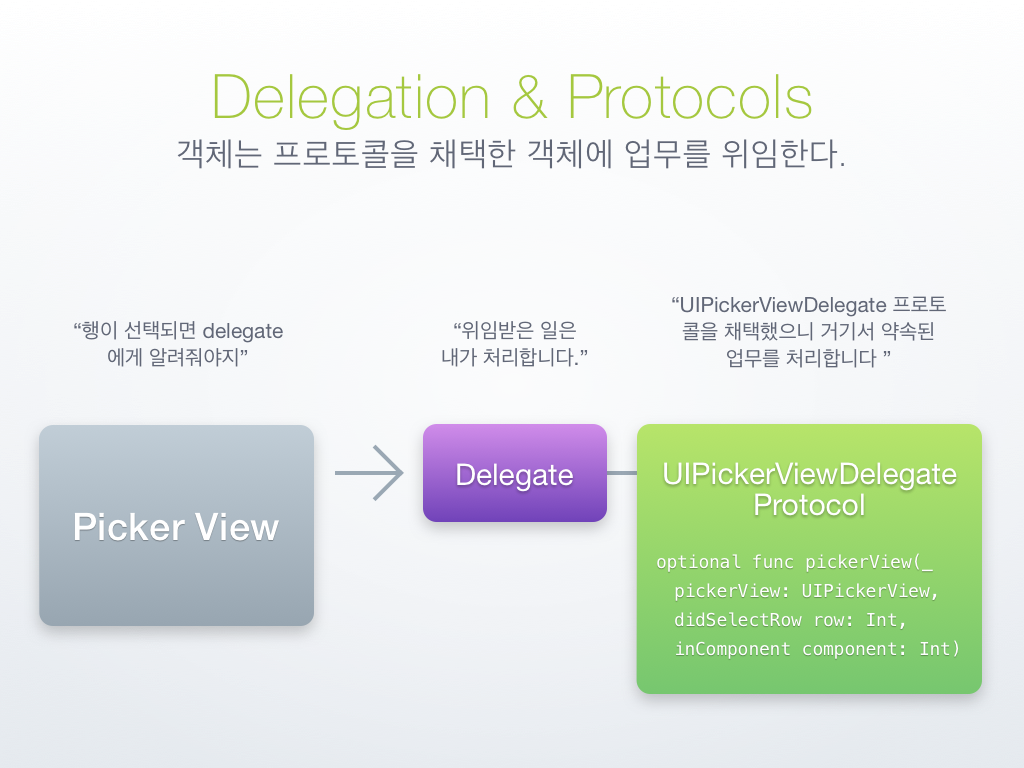 Delegation & Protocols
객체는 프로토콜을 채택한 객체에 업무를 위임한다.
“행이 선택되면 delegate
에게 알려줘야지”
“위임받은 일은
내가 처리합니다.”
“UIPickerViewDelegate 프로토
콜을 채택했으니 거기서 약속된
업무를 처리합니다 ”
Picker View
Delegate
UIPickerViewDelegate
Protocol
optional func pickerView(_
pickerView: UIPickerView,
didSelectRow row: Int,
inComponent component: Int)